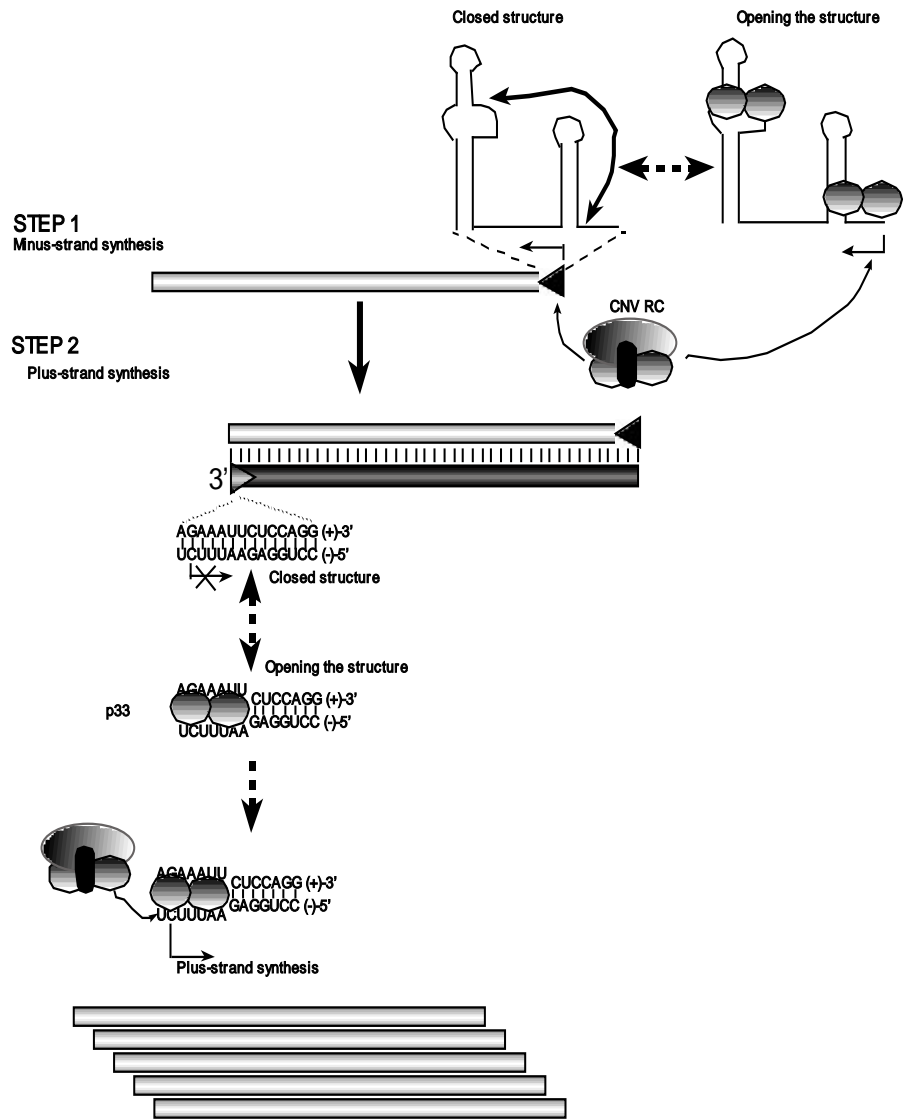 Closed structure
Opening the structure
STEP 1
Minus-strand synthesis
CNV RC
STEP 2
Plus-strand synthesis
3'
AGAAAUUCUCCAGG (+)-3'
UCUUUAAGAGGUCC (-)-5'
Closed structure
Opening the structure
AGAAAUU
CUCCAGG (+)-3'
p33
GAGGUCC (-)-5'
UCUUUAA
AGAAAUU
CUCCAGG (+)-3'
GAGGUCC (-)-5'
UCUUUAA
Plus-strand synthesis